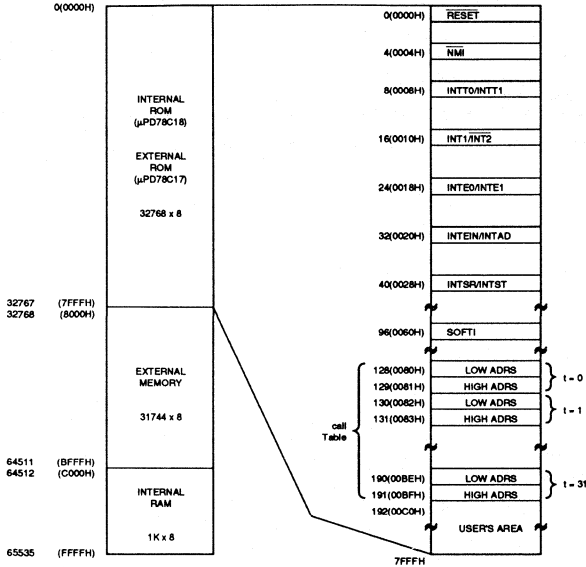 0(0000H)
INTERNAL
ROM
(µPD78C18)
EXTERNAL
ROM
(µPD78C17)
32768 x 8
32767 (7FFFH)
32768 (8000H)
EXTERNAL
MEMORY
31744 x 8
64511 (BFFFH)
64512 (C000H)
INTERNAL
RAM
1K x 8
65535 (FFFFH)
0(0000H) RESET
4(0004H) NMI
8(0008H) INTT0/INTT1
16(0010H) INT1/INT2
24(0018H) INTE0/INTE1
32(0020H) INTEIN/INTAD
40(0028H) INTSR/INTST
96(0060H) SOFTI
call
Table
128(0080H) LOW ADRS
129(0081H) HIGH ADRS
t = 0
130(0082H) LOW ADRS
131(0083H) HIGH ADRS
t = 1
190(00BEH) LOW ADRS
191(00BFH) HIGH ADRS
t = 31
192(00C0H)
USER'S AREA
7FFFH